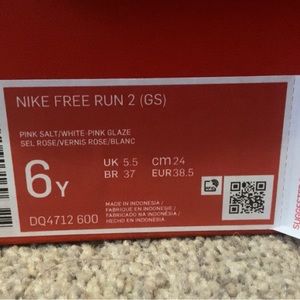 NIKE FREE RUN 2 (GS)
PINK SALT/WHITE-PINK GLAZE
SEL ROSE/VERNIS ROSE/BLANC
6Y
UK 5.5 cm 24
BR 37 EUR 38.5
MADE IN INDONESIA /
FABRIQUÉ EN INDONÉSIE /
FABRICADO NA INDONÉSIA /
HECHO EN INDONESIA
DQ4712 600